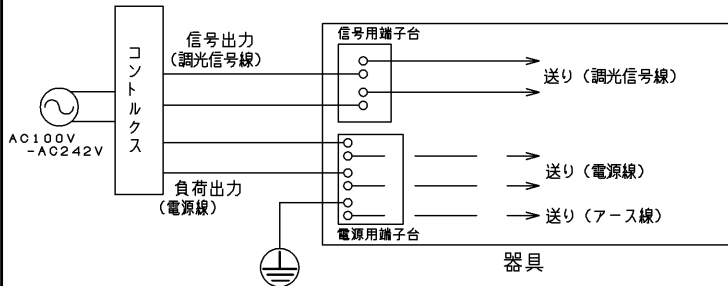 信号出力
(調光信号線)
信号用端子台
送り(調光信号線)
コントルクス
AC100V
-AC242V
送り(電源線)
負荷出力
(電源線)
送り(アース線)
電源用端子台
器具